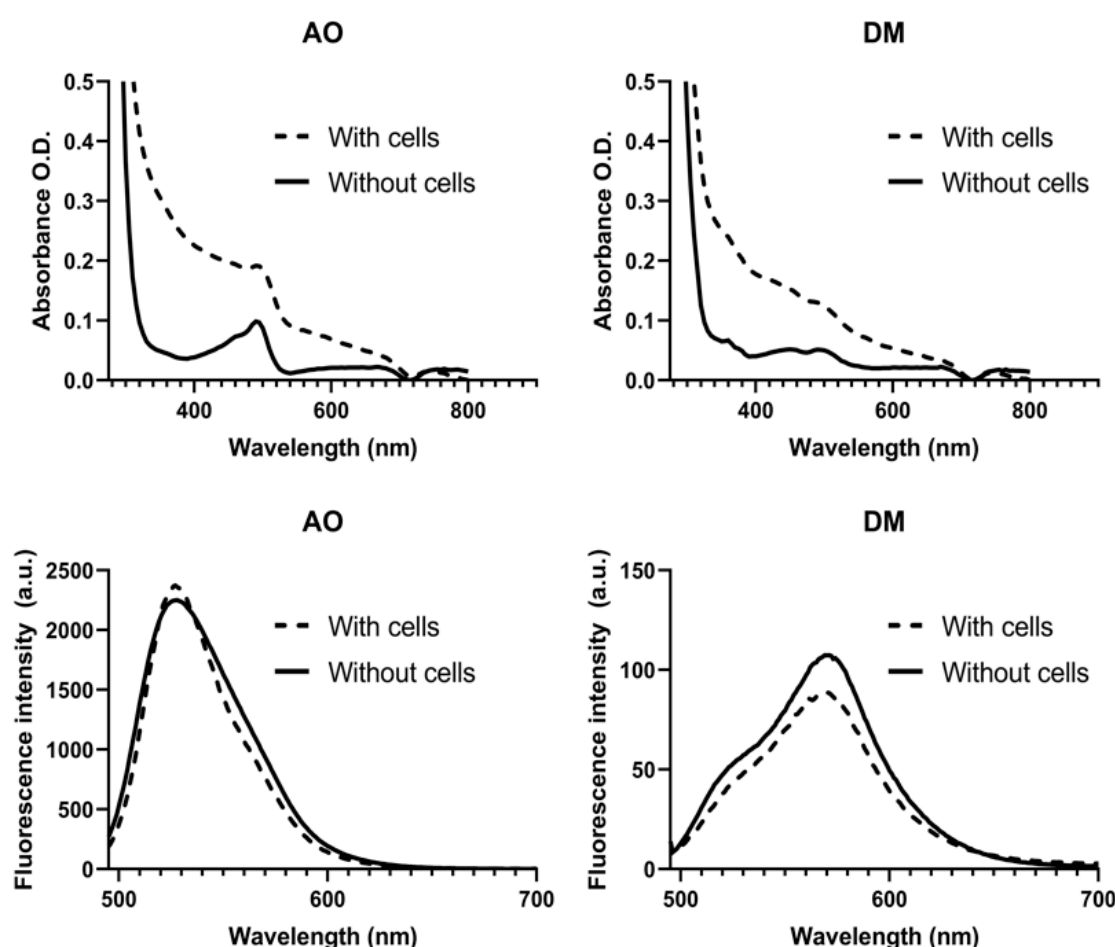 AO
Absorbance O.D.
0.5
0.4
0.3
0.2
0.1
0.0
With cells
Without cells
400
600
800
Wavelength (nm)
DM
Absorbance O.D.
0.5
0.4
0.3
0.2
0.1
0.0
With cells
Without cells
400
600
800
Wavelength (nm)
AO
Fluorescence intensity (a.u.)
2500
2000
1500
1000
500
0
With cells
Without cells
500
600
700
Wavelength (nm)
DM
Fluorescence intensity (a.u.)
150
100
50
0
With cells
Without cells
500
600
700
Wavelength (nm)